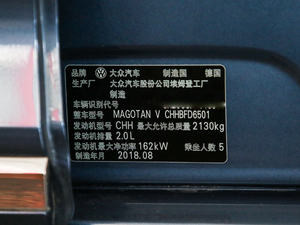 品牌 大众汽车 制造国 德国
生产厂 大众汽车股份公司埃姆登工厂
制造
车辆识别代号
整车型号 MAGOTAN V CHHBFD6501
发动机型号 CHH 最大允许总质量 2130kg
发动机排量 2.0L
发动机最大净功率 162kW 乘坐人数 5
制造年月 2018.08